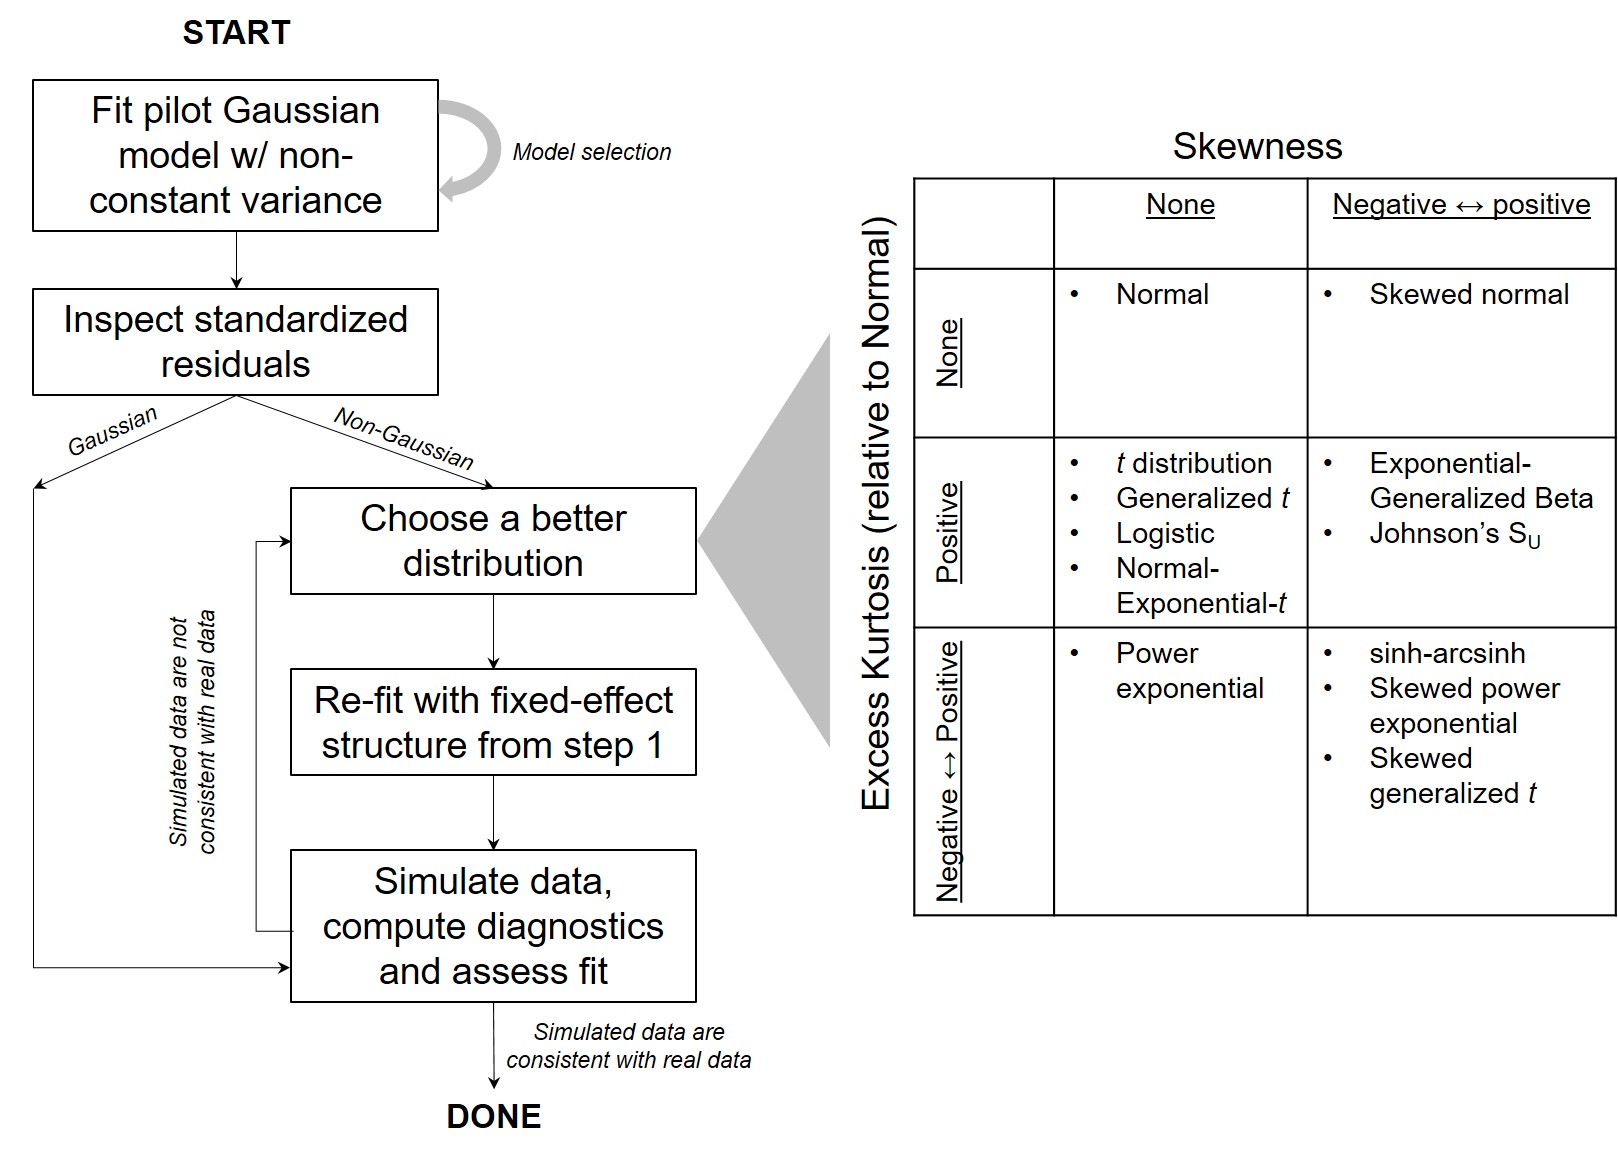 START
Fit pilot Gaussian
model w/ non-
constant variance
Model selection
Inspect standardized
residuals
Gaussian
Non-Gaussian
Choose a better
distribution
Re-fit with fixed-effect
structure from step 1
Simulated data are not
consistent with real data
Simulate data,
compute diagnostics
and assess fit
Simulated data are
consistent with real data
DONE
Skewness
Excess Kurtosis (relative to Normal)
None
Negative ↔ positive
None
• Normal
• Skewed normal
Positive
• t distribution
• Generalized t
• Logistic
• Normal-
Exponential-t
• Exponential-
Generalized Beta
• Johnson's SU
Negative ↔ Positive
• Power
exponential
• sinh-arcsinh
• Skewed power
exponential
• Skewed
generalized t